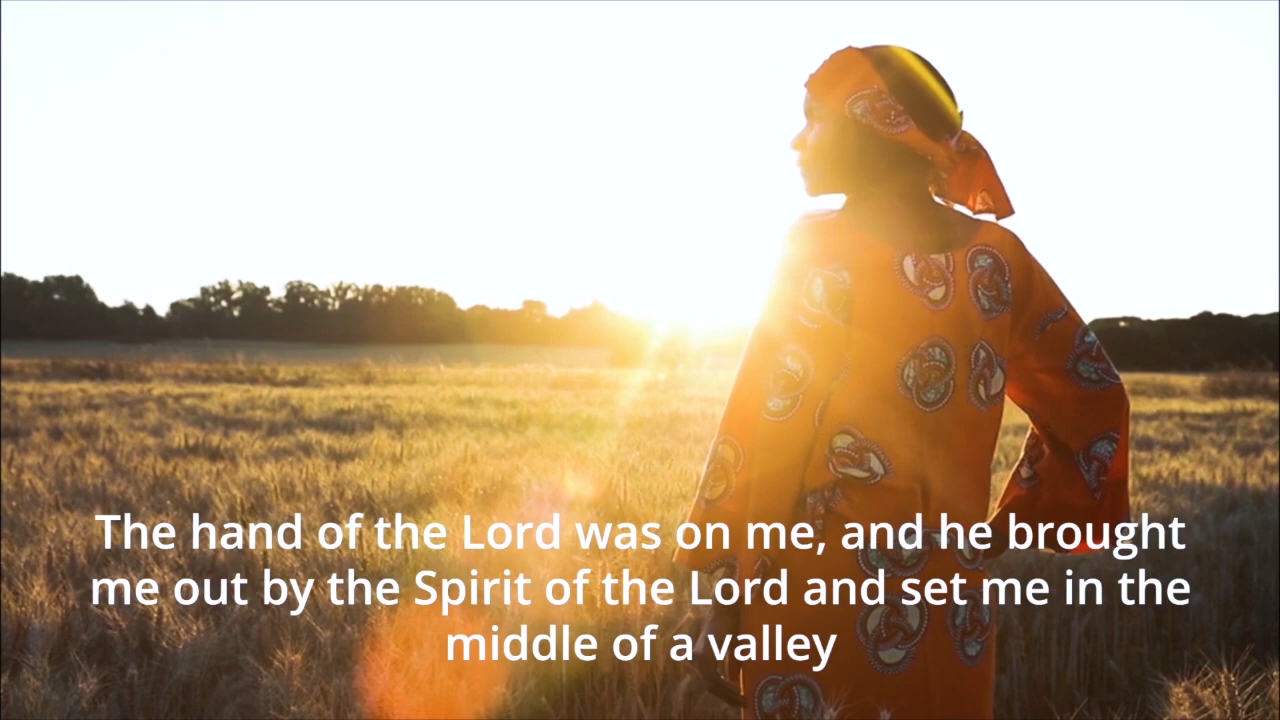 The hand of the Lord was on me, and he brought
me out by the Spirit of the Lord and set me in the
middle of a valley